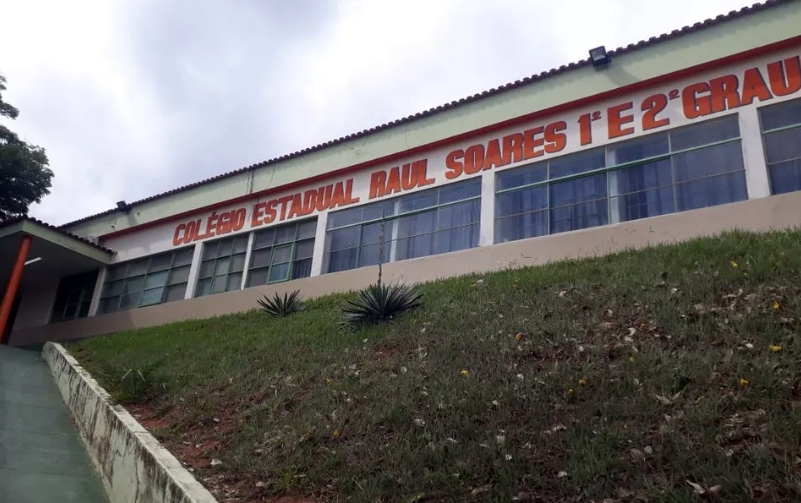 COLÉGIO ESTADUAL RAUL SOARES 1º E 2º GRAU